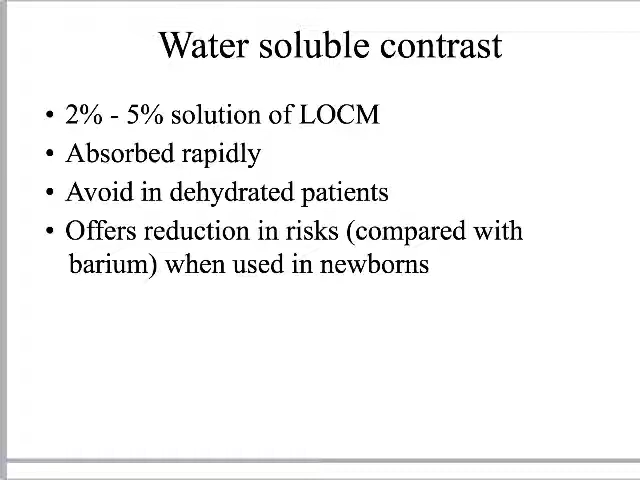 Water soluble contrast
• 2% - 5% solution of LOCM
• Absorbed rapidly
• Avoid in dehydrated patients
• Offers reduction in risks (compared with
barium) when used in newborns